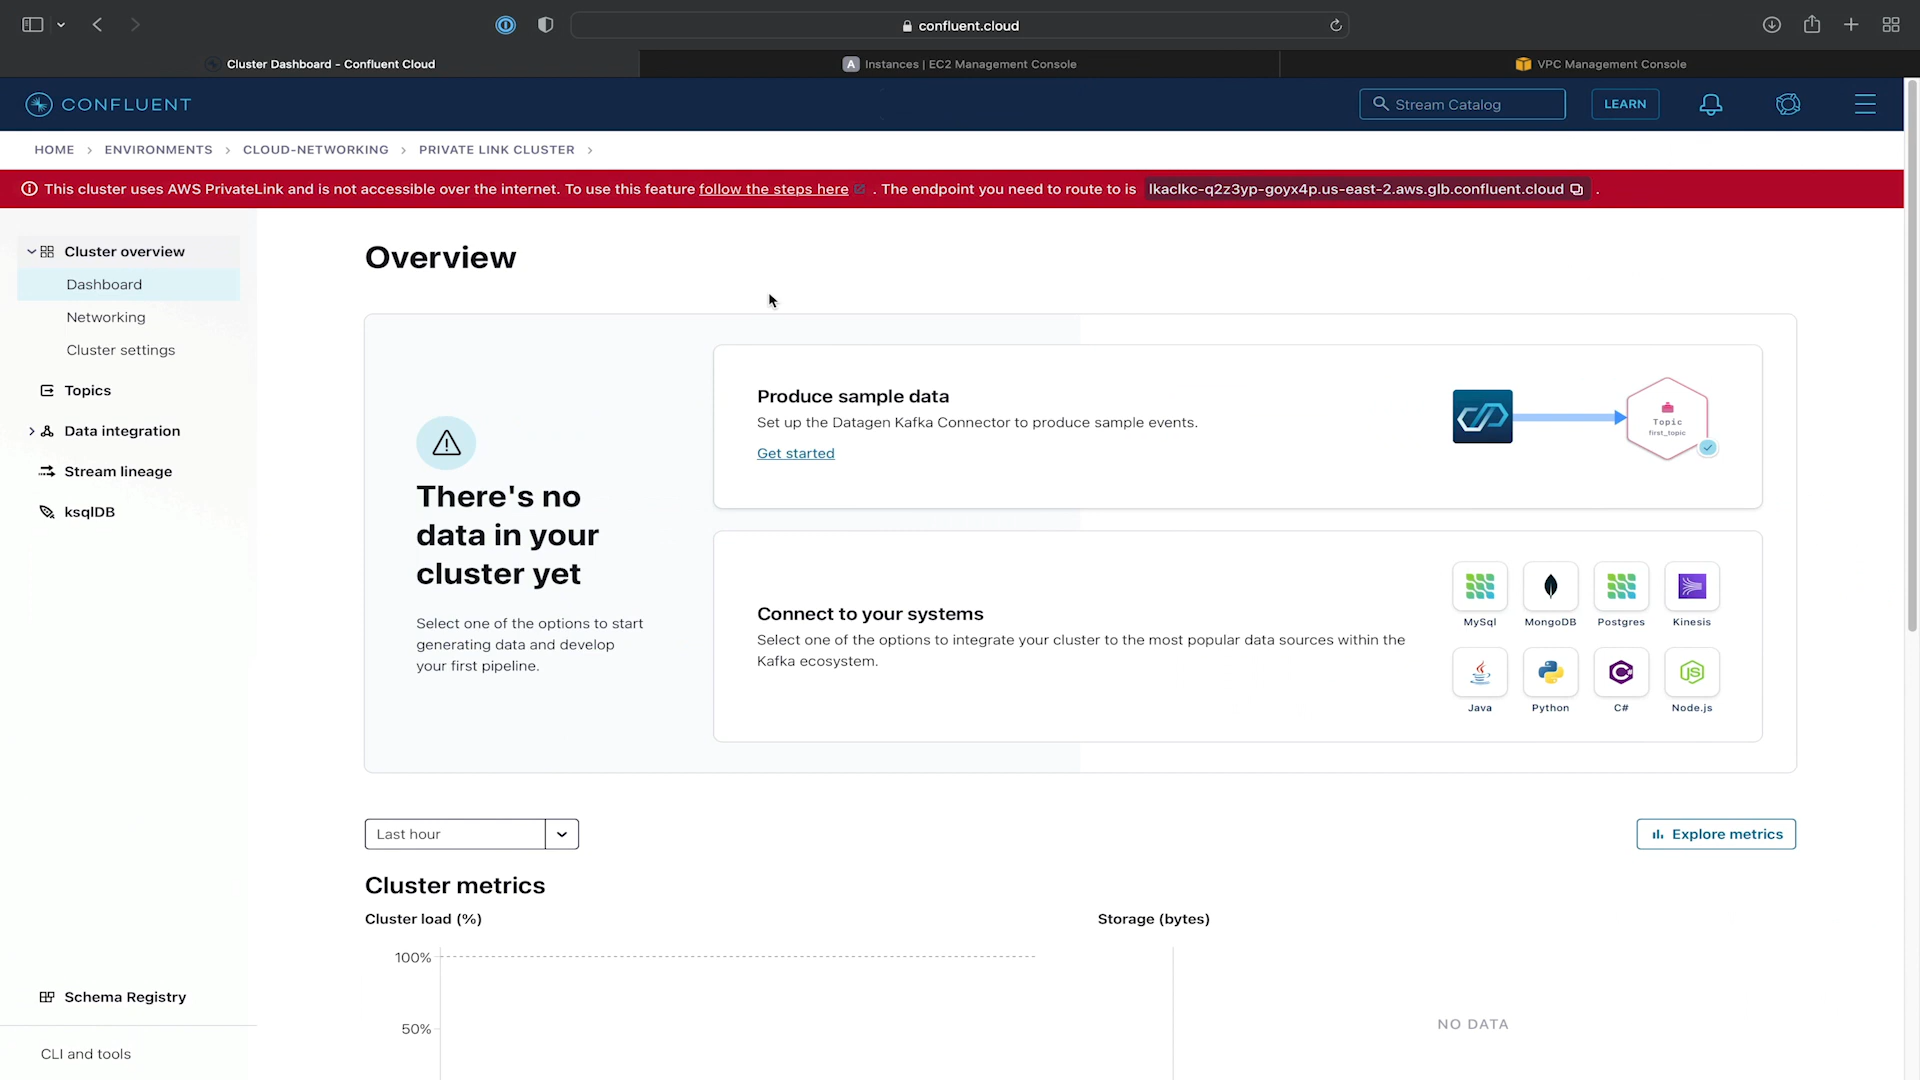 confluent.cloud
Cluster Dashboard - Confluent Cloud
A Instances | EC2 Management Console
VPC Management Console
CONFLUENT
Stream Catalog
LEARN
HOME > ENVIRONMENTS > CLOUD-NETWORKING > PRIVATE LINK CLUSTER >
This cluster uses AWS PrivateLink and is not accessible over the internet. To use this feature follow the steps here . The endpoint you need to route to is lkaclkc-q2z3yp-goyx4p.us-east-2.aws.glb.confluent.cloud .
Cluster overview
Dashboard
Networking
Cluster settings
Topics
Data integration
Stream lineage
ksqlDB
Schema Registry
CLI and tools
Overview
There's no
data in your
cluster yet
Select one of the options to start
generating data and develop
your first pipeline.
Produce sample data
Set up the Datagen Kafka Connector to produce sample events.
Get started
Topic
first_topic
Connect to your systems
Select one of the options to integrate your cluster to the most popular data sources within the
Kafka ecosystem.
MySql MongoDB Postgres Kinesis
Java Python C# Node.js
Last hour
Explore metrics
Cluster metrics
Cluster load (%)
100%
50%
Storage (bytes)
NO DATA